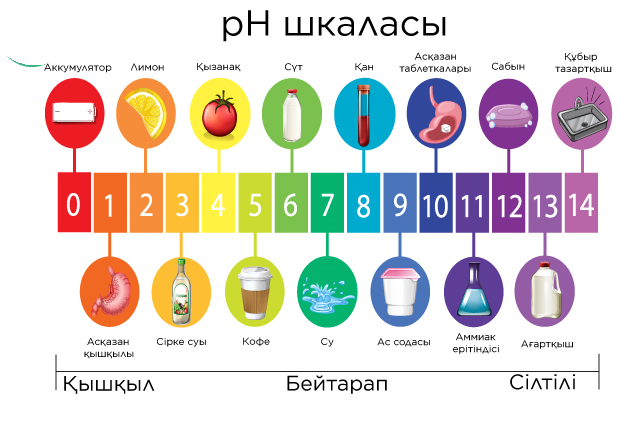 pH шкаласы
Аккумулятор
Лимон
Қызанақ
Сүт
Қан
Асқазан
таблеткалары
Сабын
Құбыр
тазартқыш
0 1 2 3 4 5 6 7 8 9 10 11 12 13 14
Асқазан
қышқылы
Сірке суы
Кофе
Су
Ас содасы
Аммиак
ерітіндісі
Ағартқыш
Қышқыл
Бейтарап
Сілтілі